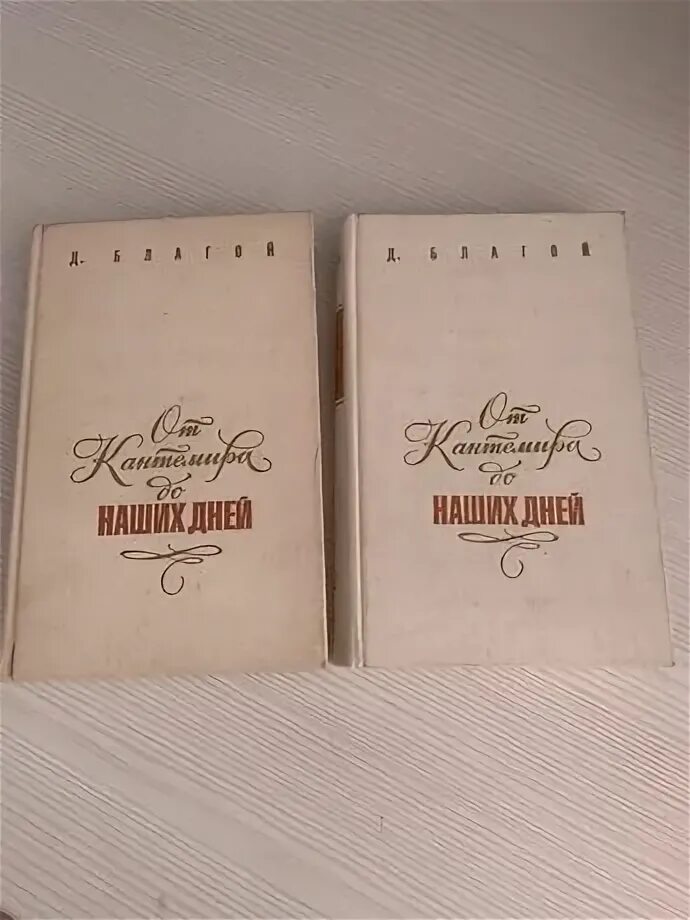 Д. БЛАГОЙ
От
Кантемира
до
НАШИХ ДНЕЙ
Д. БЛАГОЙ
От
Кантемира
до
НАШИХ ДНЕЙ